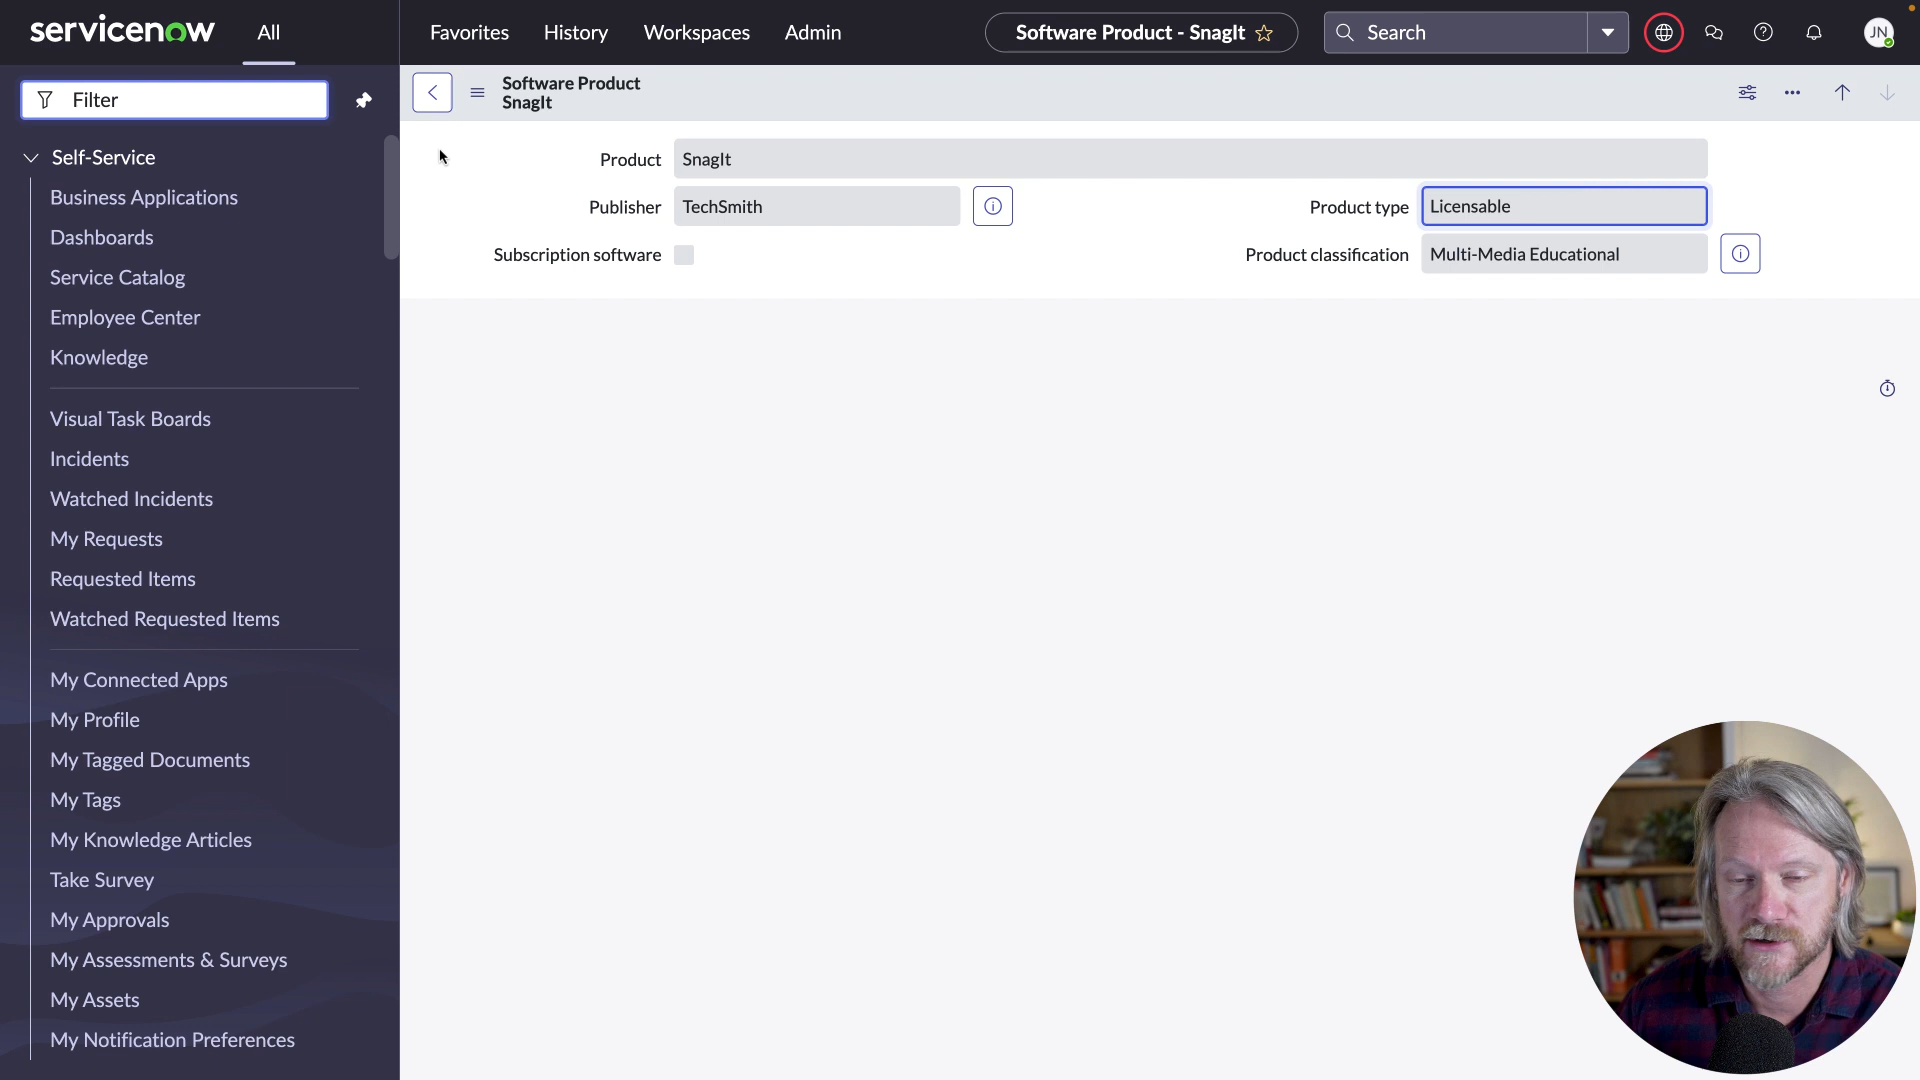 servicenow
All
Favorites
History
Workspaces
Admin
Software Product - SnagIt
Search
JN
Filter
Software Product
SnagIt
Self-Service
Business Applications
Dashboards
Service Catalog
Employee Center
Knowledge
Visual Task Boards
Incidents
Watched Incidents
My Requests
Requested Items
Watched Requested Items
My Connected Apps
My Profile
My Tagged Documents
My Tags
My Knowledge Articles
Take Survey
My Approvals
My Assessments & Surveys
My Assets
My Notification Preferences
Product SnagIt
Publisher TechSmith
Product type Licensable
Subscription software
Product classification Multi-Media Educational